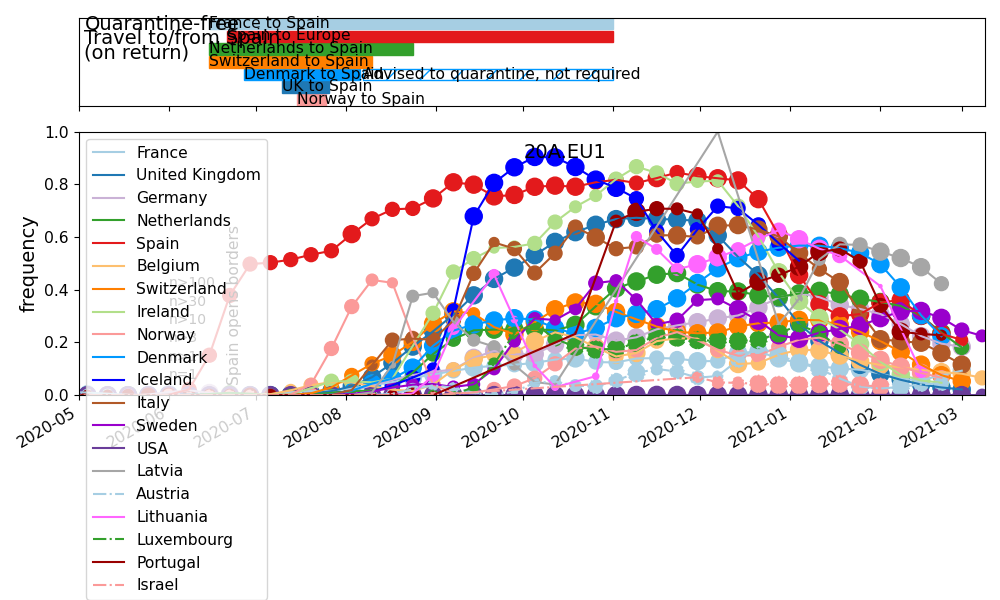 Quarantine-free
Travel to/from Spain
(on return)
France to Spain
Spain to Europe
Netherlands to Spain
Switzerland to Spain
Denmark to Spain
Advised to quarantine, not required
UK to Spain
Norway to Spain
20A.EU1
frequency
1.0
0.8
0.6
0.4
0.2
0.0
France
United Kingdom
Germany
Netherlands
Spain
Belgium
Switzerland
Ireland
Norway
Denmark
Iceland
Italy
Sweden
USA
Latvia
Austria
Lithuania
Luxembourg
Portugal
Israel
n>100
n>30
n>10
Spain opens borders
2020-05
2020-06
2020-07
2020-08
2020-09
2020-10
2020-11
2020-12
2021-01
2021-02
2021-03